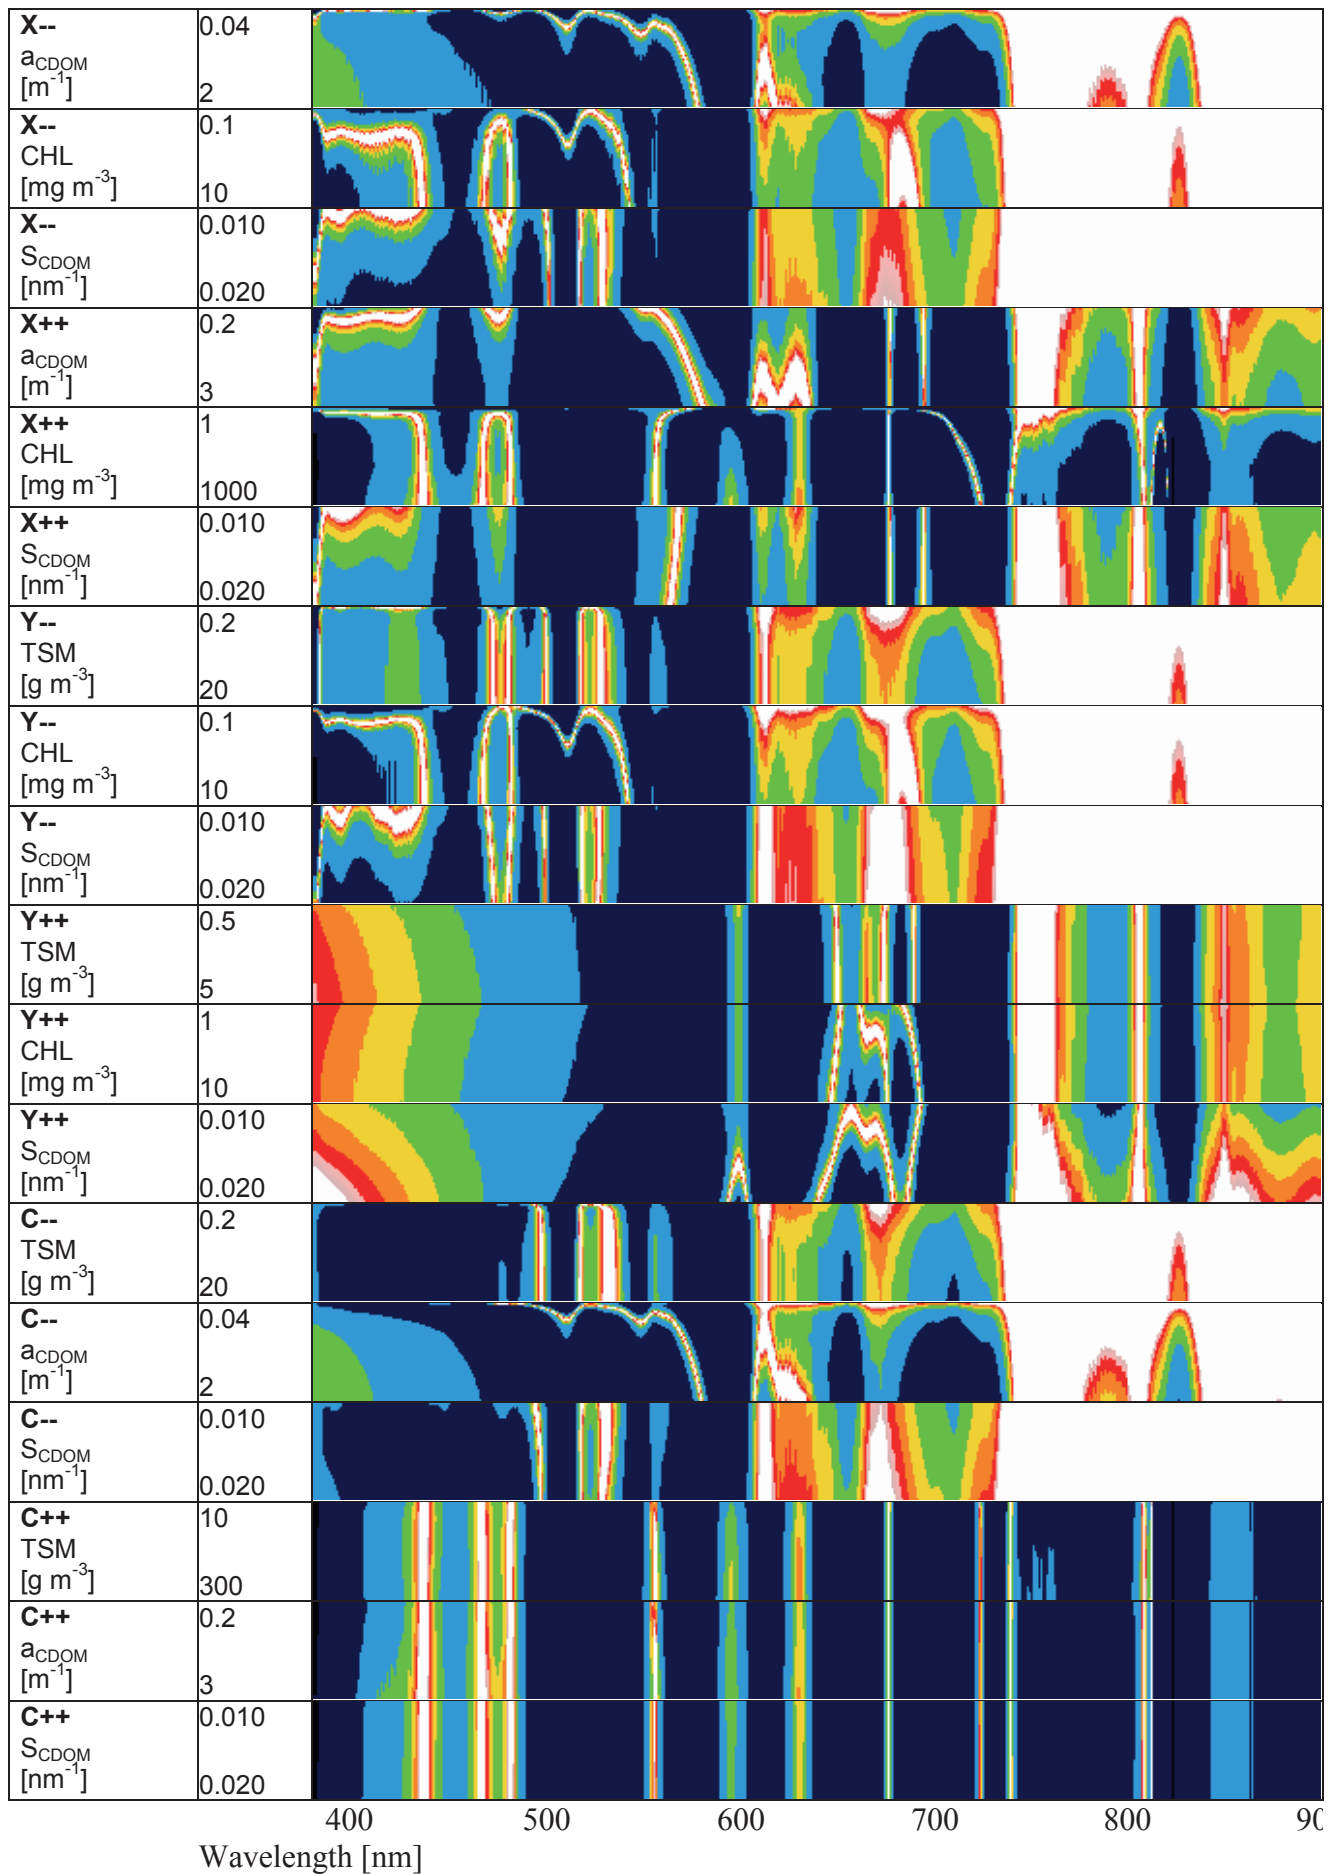 X-- 0.04
aCDOM
[m-1] 2
X-- 0.1
CHL
[mg m-3] 10
X-- 0.010
SCDOM
[nm-1] 0.020
X++ 0.2
aCDOM
[m-1] 3
X++ 1
CHL
[mg m-3] 1000
X++ 0.010
SCDOM
[nm-1] 0.020
Y-- 0.2
TSM
[g m-3] 20
Y-- 0.1
CHL
[mg m-3] 10
Y-- 0.010
SCDOM
[nm-1] 0.020
Y++ 0.5
TSM
[g m-3] 5
Y++ 1
CHL
[mg m-3] 10
Y++ 0.010
SCDOM
[nm-1] 0.020
C-- 0.2
TSM
[g m-3] 20
C-- 0.04
aCDOM
[m-1] 2
C-- 0.010
SCDOM
[nm-1] 0.020
C++ 10
TSM
[g m-3] 300
C++ 0.2
aCDOM
[m-1] 3
C++ 0.010
SCDOM
[nm-1] 0.020
400 500 600 700 800 90
Wavelength [nm]